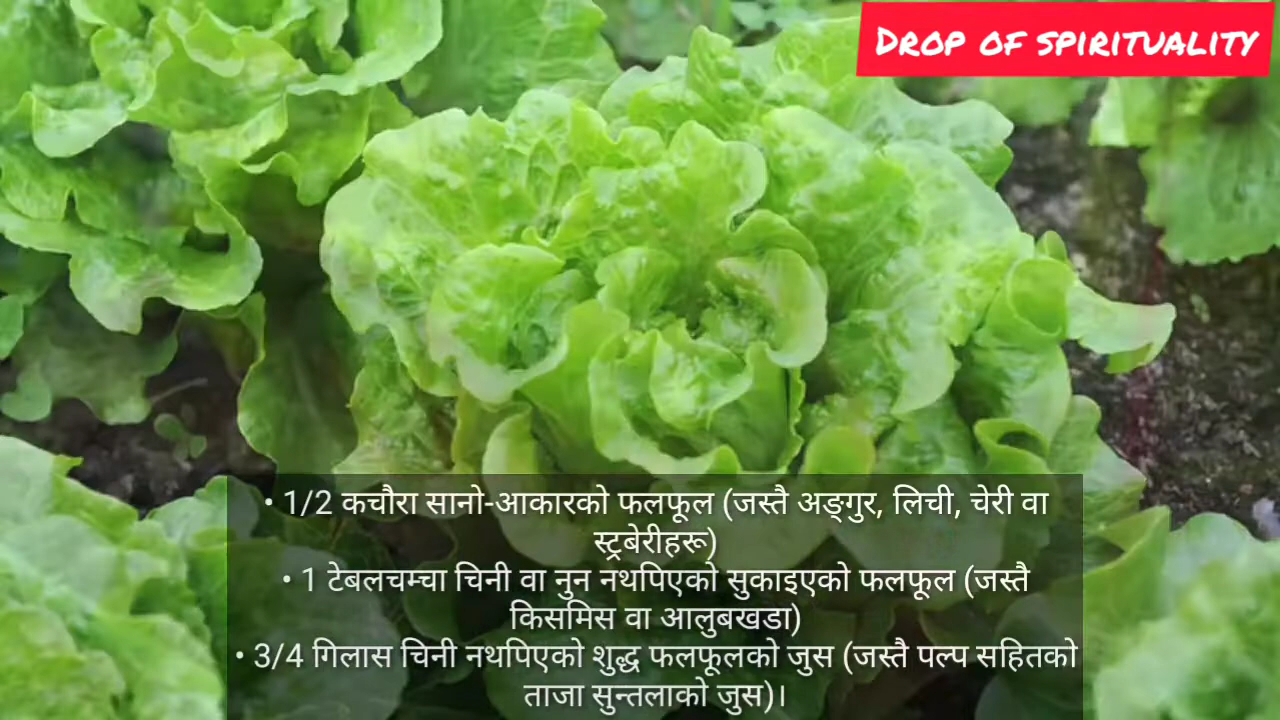 DROP OF SPIRITUALITY
• 1/2 कचौरा सानो-आकारको फलफूल (जस्तै अङ्गुर, लिची, चेरी वा
स्ट्रबेरीहरू)
• 1 टेबलचम्चा चिनी वा नुन नथपिएको सुकाइएको फलफूल (जस्तै
किसमिस वा आलुबखडा)
• 3/4 गिलास चिनी नथपिएको शुद्ध फलफूलको जुस (जस्तै पल्प सहितको
ताजा सुन्तलाको जुस)।